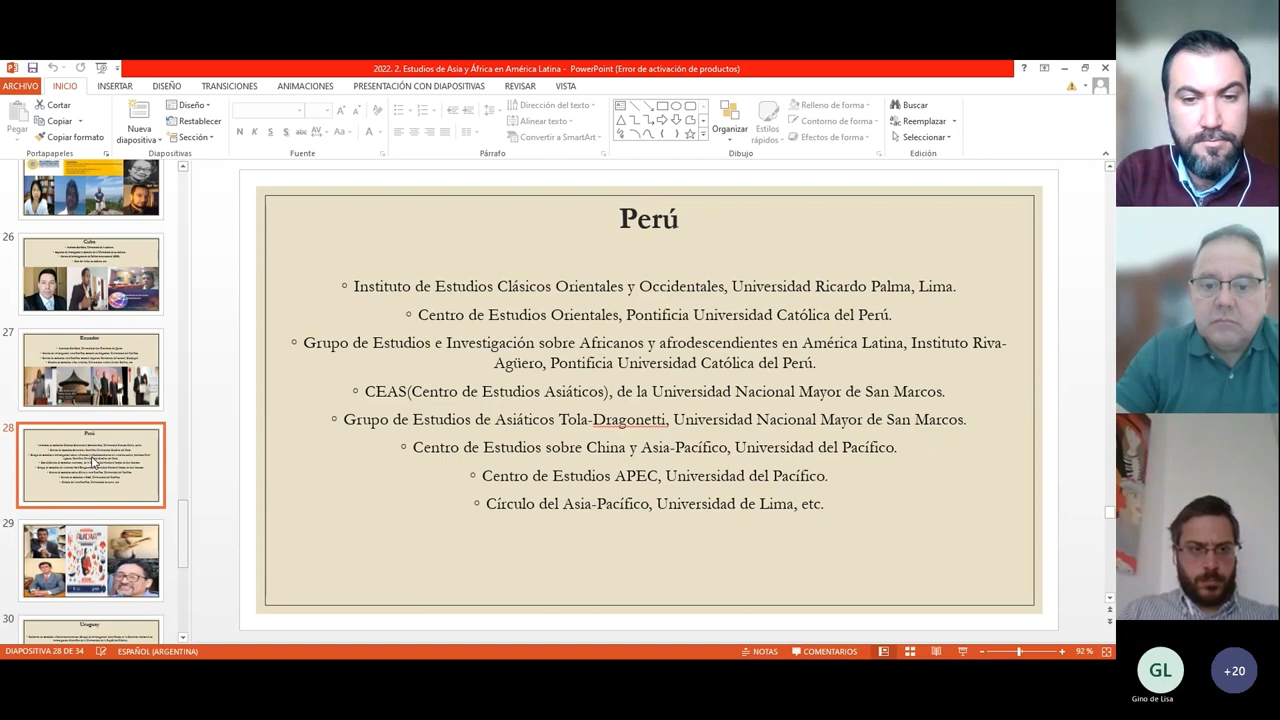 2022. 2. Estudios de Asia y África en América Latina - PowerPoint (Error de activación de productos)
ARCHIVO INICIO INSERTAR DISEÑO TRANSICIONES ANIMACIONES PRESENTACIÓN CON DIAPOSITIVAS REVISAR VISTA
Pegar
Cortar
Copiar
Copiar formato
Portapapeles
Nueva
diapositiva
Diseño
Restablecer
Sección
Diapositivas
N K S S abc AV Aa A
Fuente
Dirección del texto
Alinear texto
Convertir a SmartArt
Párrafo
Organizar
Estilos
rápidos
Relleno de forma
Contorno de forma
Efectos de forma
Dibujo
Buscar
Reemplazar
Seleccionar
Edición
26
Cuba
27
Ecuador
28
Perú
29
30
Uruguay
Perú
Instituto de Estudios Clásicos Orientales y Occidentales, Universidad Ricardo Palma, Lima.
Centro de Estudios Orientales, Pontificia Universidad Católica del Perú.
Grupo de Estudios e Investigación sobre Africanos y afrodescendientes en América Latina, Instituto Riva-
Agüero, Pontificia Universidad Católica del Perú.
CEAS(Centro de Estudios Asiáticos), de la Universidad Nacional Mayor de San Marcos.
Grupo de Estudios de Asiáticos Tola-Dragonetti, Universidad Nacional Mayor de San Marcos.
Centro de Estudios sobre China y Asia-Pacífico, Universidad del Pacífico.
Centro de Estudios APEC, Universidad del Pacífico.
Círculo del Asia-Pacífico, Universidad de Lima, etc.
DIAPOSITIVA 28 DE 34 ESPAÑOL (ARGENTINA) NOTAS COMENTARIOS 92 %
GL
Gino de Lisa
+20